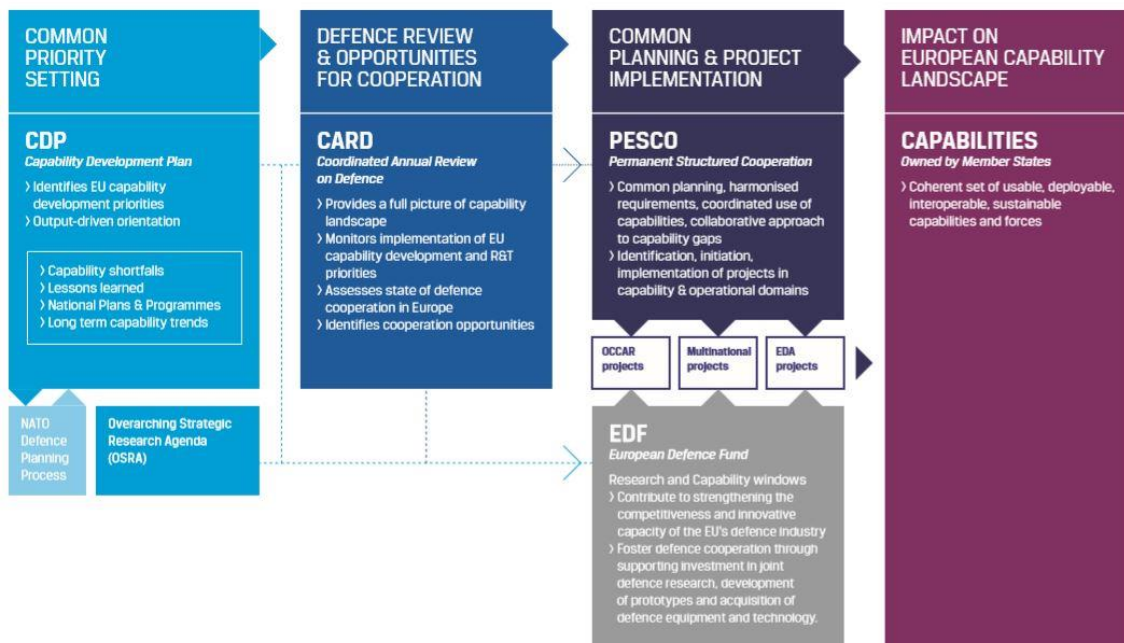 COMMON
PRIORITY
SETTING
CDP
Capability Development Plan
› Identifies EU capability
development priorities
› Output-driven orientation
› Capability shortfalls
› Lessons learned
› National Plans & Programmes
› Long term capability trends
NATO
Defence
Planning
Process
Overarching Strategic
Research Agenda
(OSRA)
DEFENCE REVIEW
& OPPORTUNITIES
FOR COOPERATION
CARD
Coordinated Annual Review
on Defence
› Provides a full picture of capability
landscape
› Monitors implementation of EU
capability development and R&T
priorities
› Assesses state of defence
cooperation in Europe
› Identifies cooperation opportunities
COMMON
PLANNING & PROJECT
IMPLEMENTATION
PESCO
Permanent Structured Cooperation
› Common planning, harmonised
requirements, coordinated use of
capabilities, collaborative approach
to capability gaps
› Identification, initiation,
implementation of projects in
capability & operational domains
OCCAR
projects
Multinational
projects
EDA
projects
EDF
European Defence Fund
Research and Capability windows
› Contribute to strengthening the
competitiveness and innovative
capacity of the EU's defence industry
› Foster defence cooperation through
supporting investment in joint
defence research, development
of prototypes and acquisition of
defence equipment and technology.
IMPACT ON
EUROPEAN CAPABILITY
LANDSCAPE
CAPABILITIES
Owned by Member States
› Coherent set of usable, deployable,
interoperable, sustainable
capabilities and forces